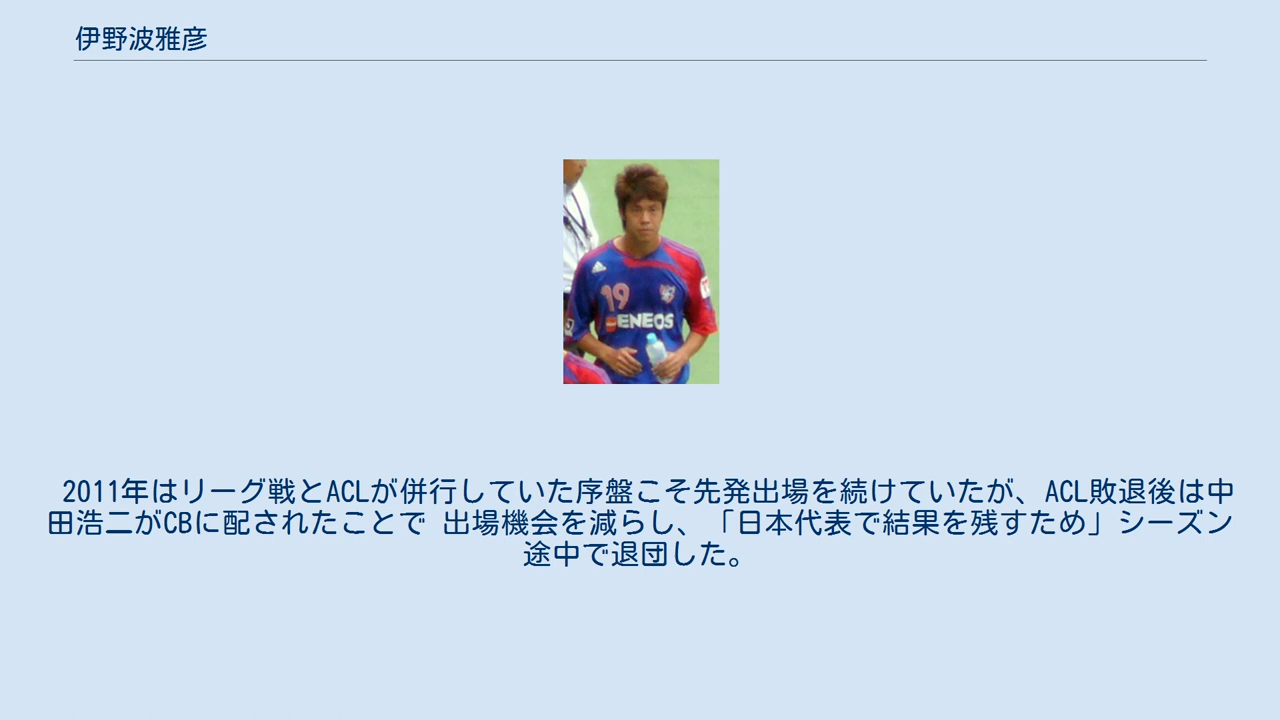 伊野波雅彦
19
ENEOS
2011年はリーグ戦とACLが併行していた序盤こそ先発出場を続けていたが、ACL敗退後は中
田浩二がCBに配されたことで 出場機会を減らし、「日本代表で結果を残すため」シーズン
途中で退団した。